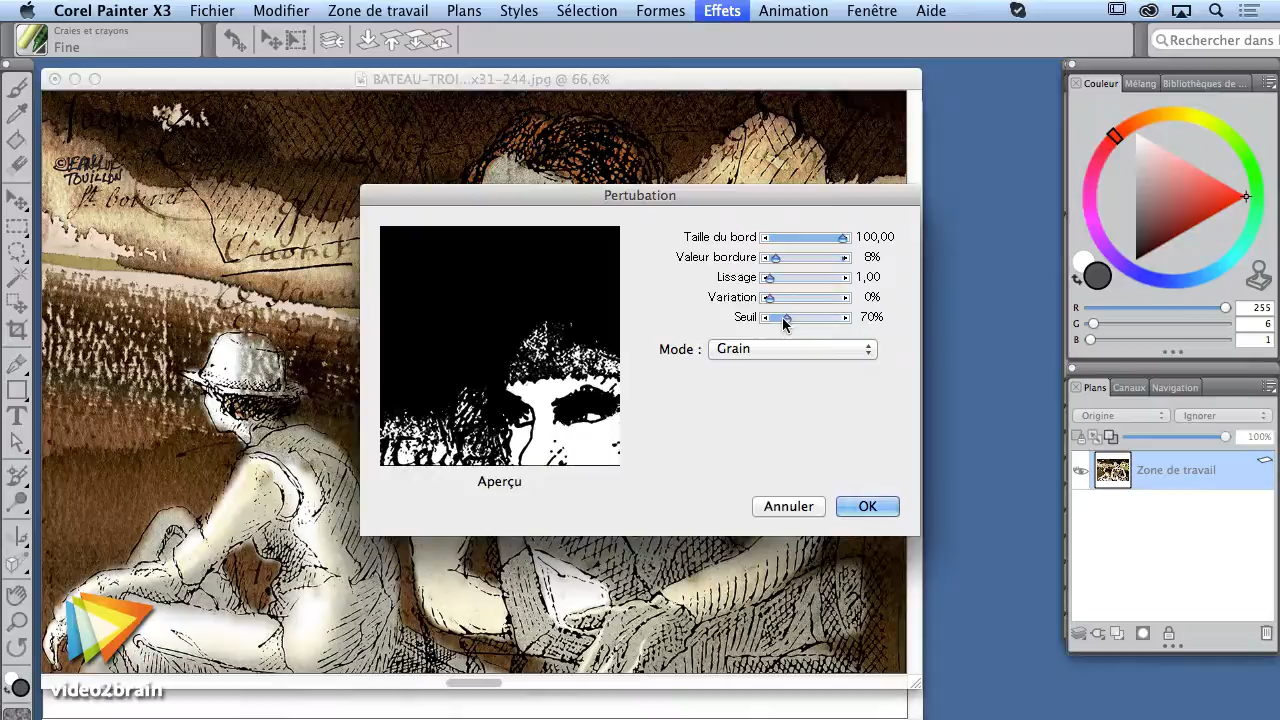 Corel Painter X3 Fichier Modifier Zone de travail Plans Styles Sélection Formes Effets Animation Fenêtre Aide
Craies et crayons
Fine
Rechercher dans l
BATEAU-TROI...x31-244.jpg @ 66,6%
Couleur Mélang Bibliothèques de ...
TOUILLON
Pertubation
Taille du bord 100,00
Valeur bordure 8%
Lissage 1,00
Variation 0%
Seuil 70%
Mode : Grain
Aperçu
Annuler OK
R 255
G 6
B 1
Plans Canaux Navigation
Origine Ignorer
100%
Zone de travail
video2brain